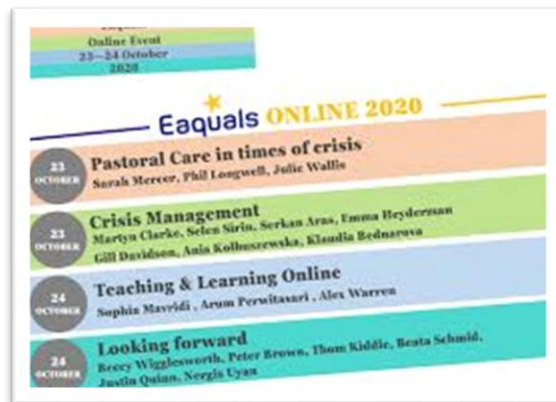 Online Event
23—24 October
2020
Eaquals ONLINE 2020
23 OCTOBER
Pastoral Care in times of crisis
Sarah Mercer, Phil Longwell, Julie Wallis
23 OCTOBER
Crisis Management
Martyn Clarke, Selen Sirin, Serkan Aras, Emma Heyderman
Gill Davidson, Ania Kolbuszewska, Klaudia Bednarova
24 OCTOBER
Teaching & Learning Online
Sophia Mavridi , Arum Perwitasari , Alex Warren
24 OCTOBER
Looking forward
Beccy Wigglesworth, Peter Brown, Thom Kiddle, Beata Schmid,
Justin Quinn, Nergis Uyan